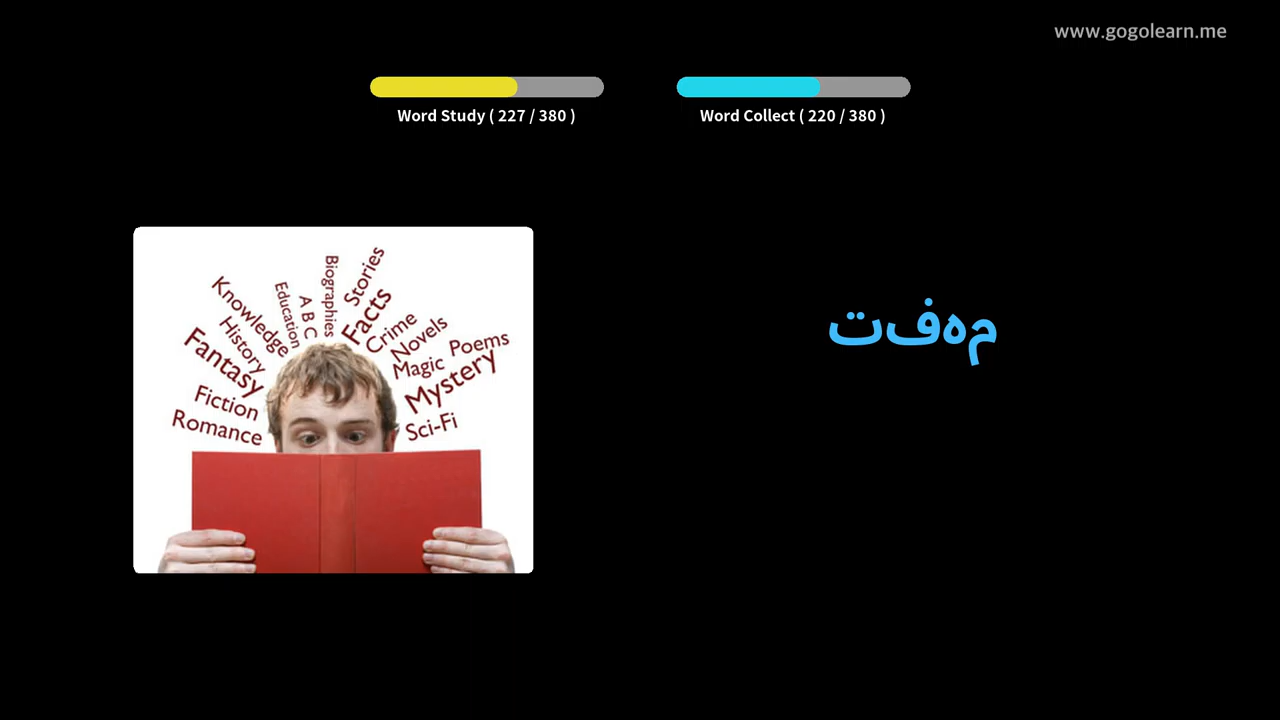 www.gogolearn.me
Word Study ( 227 / 380 )
Word Collect ( 220 / 380 )
Romance
Fiction
Fantasy
History
Knowledge
Education
A B C
Biographies
Stories
Facts
Crime
Novels
Magic
Poems
Mystery
Sci-Fi
مهفت